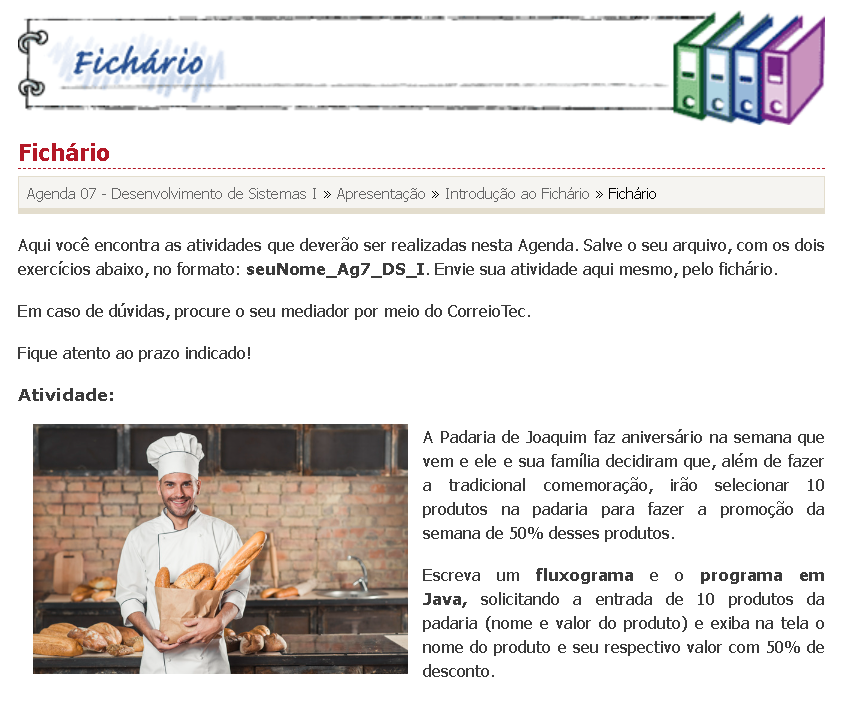 Fichário
Fichário
Agenda 07 - Desenvolvimento de Sistemas I » Apresentação » Introdução ao Fichário » Fichário
Aqui você encontra as atividades que deverão ser realizadas nesta Agenda. Salve o seu arquivo, com os dois
exercícios abaixo, no formato: seuNome_Ag7_DS_I. Envie sua atividade aqui mesmo, pelo fichário.
Em caso de dúvidas, procure o seu mediador por meio do CorreioTec.
Fique atento ao prazo indicado!
Atividade:
A Padaria de Joaquim faz aniversário na semana que
vem e ele e sua família decidiram que, além de fazer
a tradicional comemoração, irão selecionar 10
produtos na padaria para fazer a promoção da
semana de 50% desses produtos.
Escreva um fluxograma e o programa em
Java, solicitando a entrada de 10 produtos da
padaria (nome e valor do produto) e exiba na tela o
nome do produto e seu respectivo valor com 50% de
desconto.